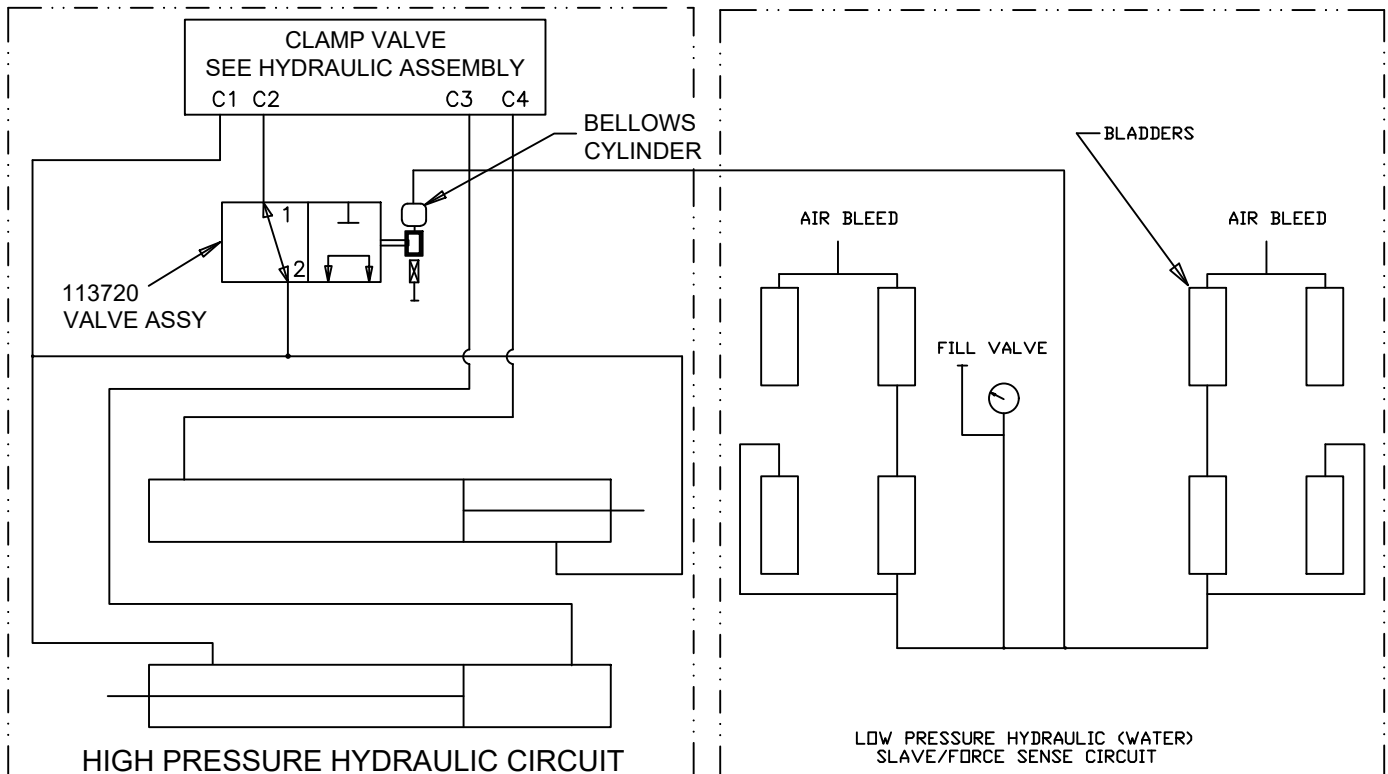 CLAMP VALVE
SEE HYDRAULIC ASSEMBLY
C1 C2 C3 C4
BELLOWS
CYLINDER
1
2
113720
VALVE ASSY
HIGH PRESSURE HYDRAULIC CIRCUIT
BLADDERS
AIR BLEED
AIR BLEED
FILL VALVE
LOW PRESSURE HYDRAULIC (WATER)
SLAVE/FORCE SENSE CIRCUIT